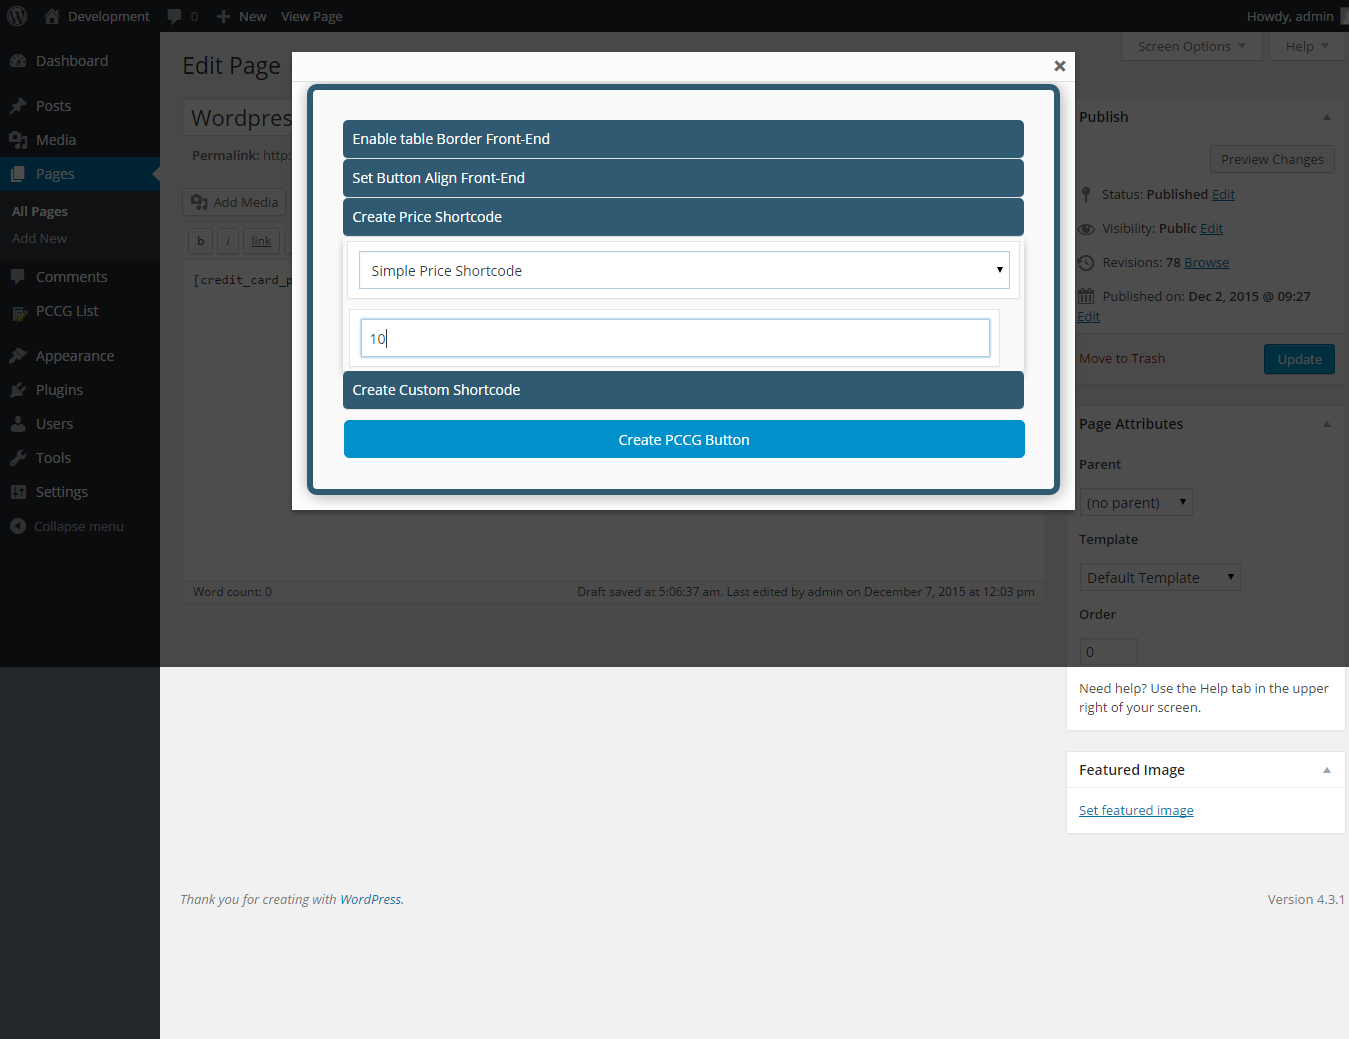 Development 0 New View Page Howdy, admin
Dashboard
Posts
Media
Pages
All Pages
Add New
Comments
PCCG List
Appearance
Plugins
Users
Tools
Settings
Collapse menu
Screen Options Help
Edit Page
Wordpres
Permalink: http:
Add Media
b i link
[credit_card_p
Word count: 0
Draft saved at 5:06:37 am. Last edited by admin on December 7, 2015 at 12:03 pm
Enable table Border Front-End
Set Button Align Front-End
Create Price Shortcode
Simple Price Shortcode
10
Create Custom Shortcode
Create PCCG Button
Publish
Preview Changes
Status: Published Edit
Visibility: Public Edit
Revisions: 78 Browse
Published on: Dec 2, 2015 @ 09:27
Edit
Move to Trash
Update
Page Attributes
Parent
(no parent)
Template
Default Template
Order
0
Need help? Use the Help tab in the upper
right of your screen.
Featured Image
Set featured image
Thank you for creating with WordPress.
Version 4.3.1